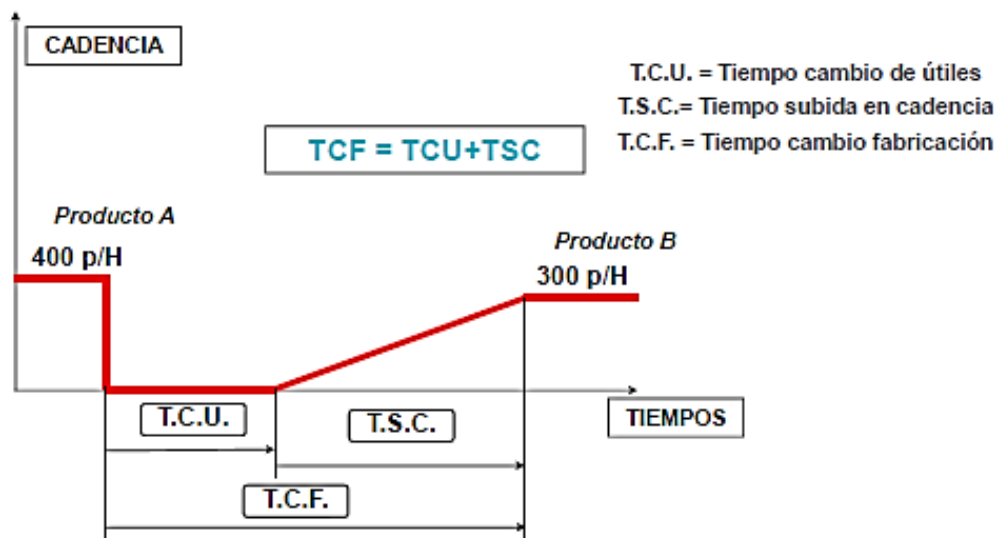 CADENCIA
T.C.U. = Tiempo cambio de útiles
T.S.C.= Tiempo subida en cadencia
T.C.F. = Tiempo cambio fabricación
TCF = TCU+TSC
Producto A
400 p/H
Producto B
300 p/H
T.C.U.
T.S.C.
TIEMPOS
T.C.F.